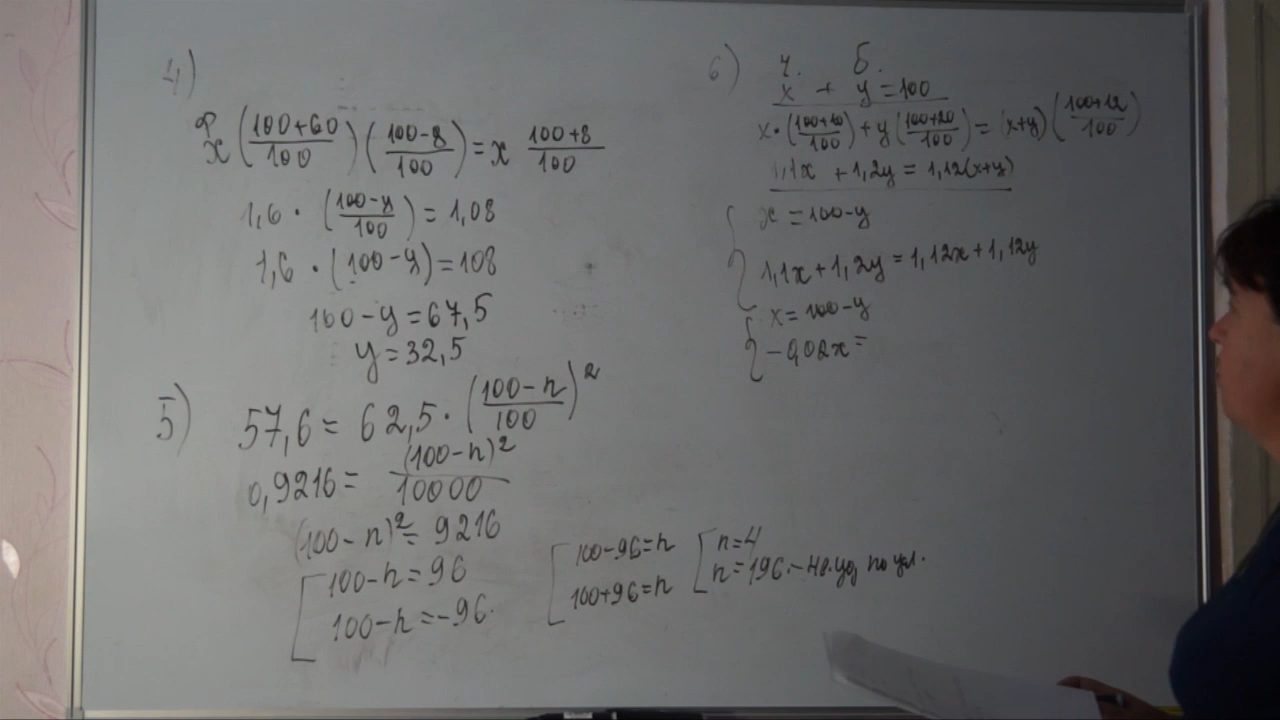 4)
x((100+60)/100)((100-y)/100) = x (100+8)/100
1,6 · ((100-y)/100) = 1,08
1,6 · (100-y) = 108
100-y = 67,5
y = 32,5
5)
57,6 = 62,5 · ((100-n)/100)²
0,9216 = (100-n)²/10000
(100-n)² = 9216
[ 100-n = 96
100-n = -96.
[ 100-96 = n
100+96 = n
[ n = 4
n = 196 - не уд по усл.
6)
ч. б.
x + y = 100
x·((100+10)/100) + y((100+20)/100) = (x+y)((100+12)/100)
1,1x + 1,2y = 1,12(x+y)
{ x = 100-y
1,1x + 1,2y = 1,12x + 1,12y
{ x = 100-y
-0,02x =